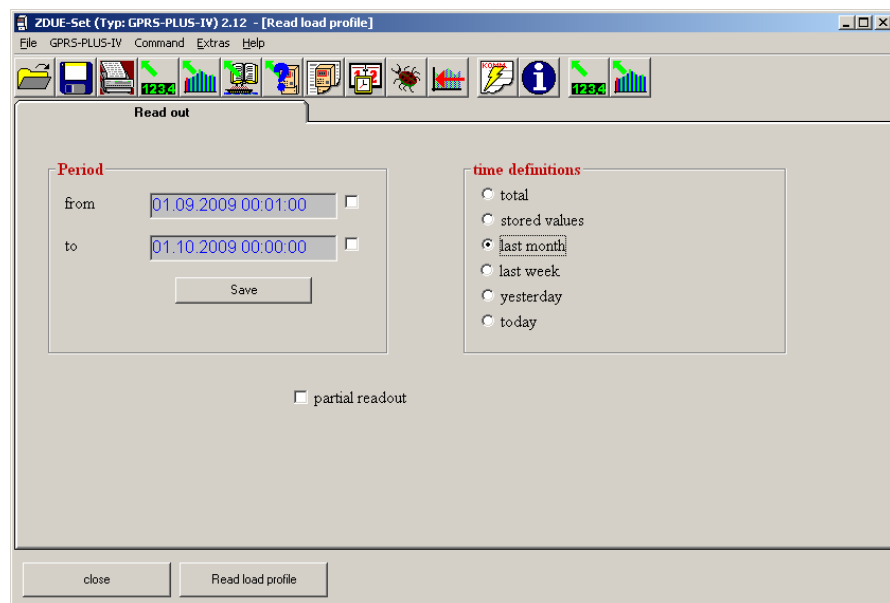 ZDUE-Set (Typ: GPRS-PLUS-IV) 2.12 - [Read load profile]
File GPRS-PLUS-IV Command Extras Help
1234
?
KOMMA
i
1234
Read out
Period
from 01.09.2009 00:01:00
to 01.10.2009 00:00:00
Save
time definitions
total
stored values
last month
last week
yesterday
today
partial readout
close Read load profile